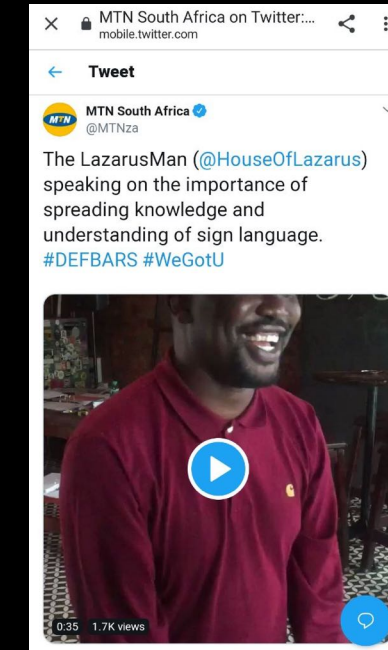 MTN South Africa on Twitter:...
mobile.twitter.com
Tweet
MTN
MTN South Africa
@MTNza
The LazarusMan (@HouseOfLazarus)
speaking on the importance of
spreading knowledge and
understanding of sign language.
#DEFBARS #WeGotU
0:35 1.7K views